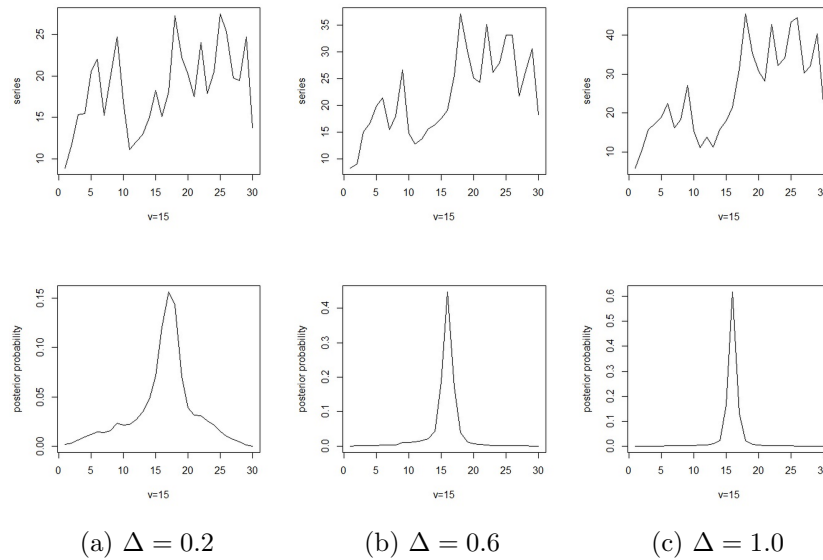 series
10 15 20 25
0 5 10 15 20 25 30
v=15
series
10 15 20 25 30 35
0 5 10 15 20 25 30
v=15
series
10 20 30 40
0 5 10 15 20 25 30
v=15
posterior probability
0.00 0.05 0.10 0.15
0 5 10 15 20 25 30
v=15
posterior probability
0.0 0.1 0.2 0.3 0.4
0 5 10 15 20 25 30
v=15
posterior probability
0.0 0.1 0.2 0.3 0.4 0.5 0.6
0 5 10 15 20 25 30
v=15
(a) Δ = 0.2
(b) Δ = 0.6
(c) Δ = 1.0